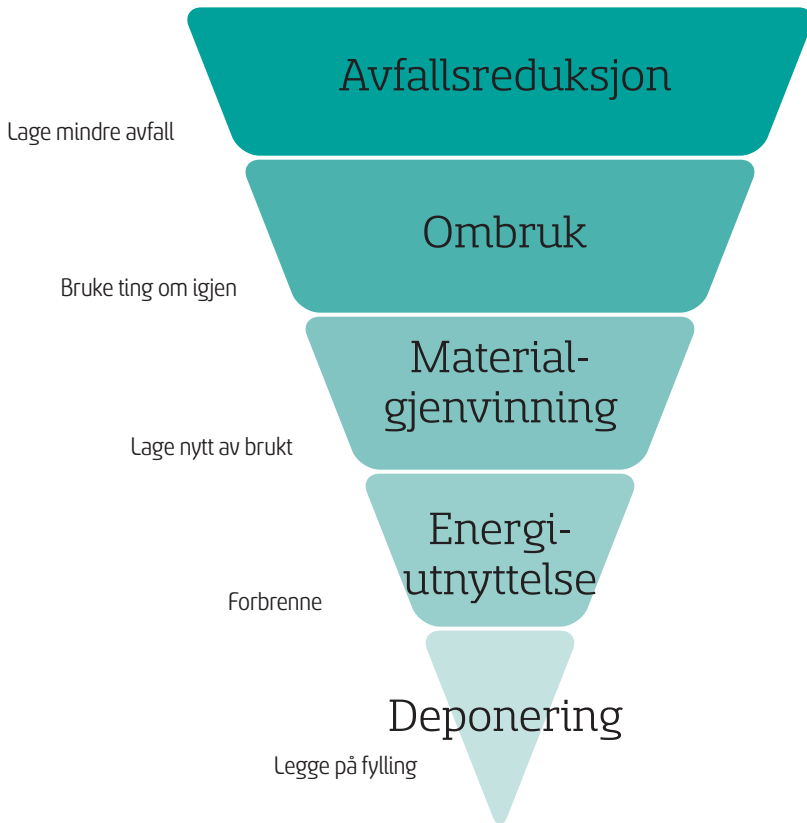 Avfallsreduksjon
Lage mindre avfall
Ombruk
Bruke ting om igjen
Material-
gjenvinning
Lage nytt av brukt
Energi-
utnyttelse
Forbrenne
Deponering
Legge på fylling